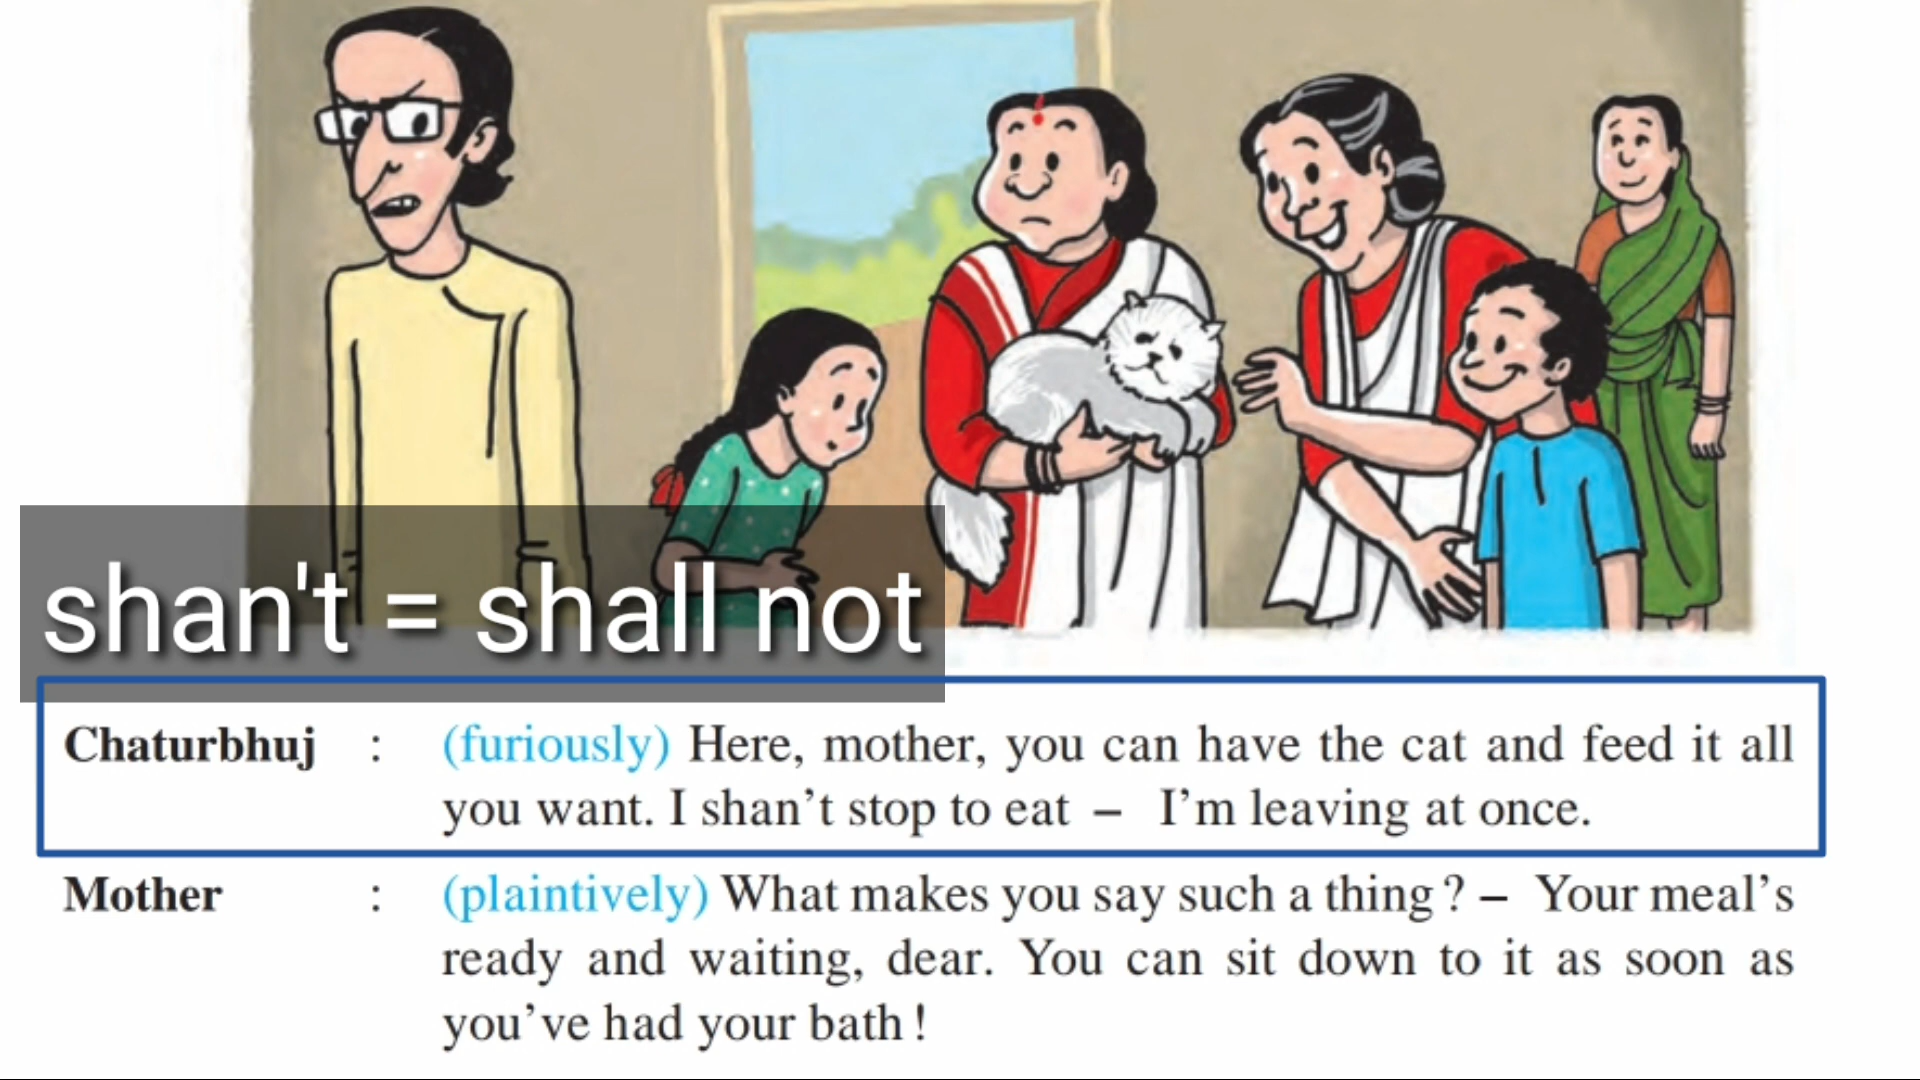 shan't = shall not
Chaturbhuj : (furiously) Here, mother, you can have the cat and feed it all
you want. I shan’t stop to eat – I’m leaving at once.
Mother : (plaintively) What makes you say such a thing? – Your meal’s
ready and waiting, dear. You can sit down to it as soon as
you’ve had your bath!